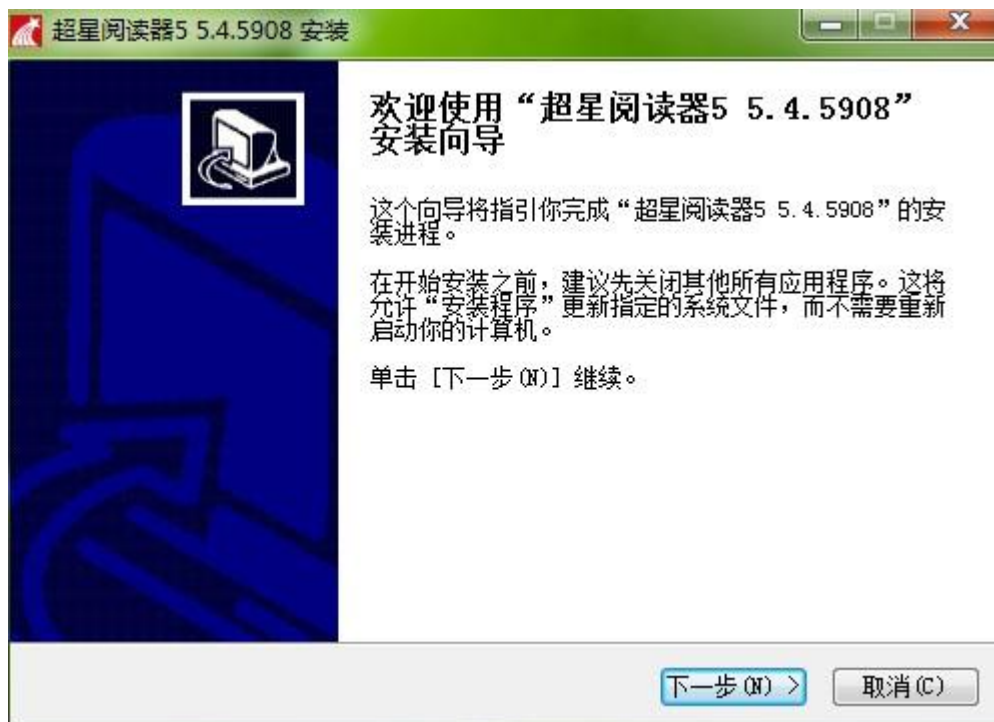 超星阅读器5 5.4.5908 安装
欢迎使用“超星阅读器5 5.4.5908”
安装向导
这个向导将指引你完成“超星阅读器5 5.4.5908”的安
装进程。
在开始安装之前，建议先关闭其他所有应用程序。这将
允许“安装程序”更新指定的系统文件，而不需要重新
启动你的计算机。
单击 [下一步(N)] 继续。
下一步(N) >
取消(C)